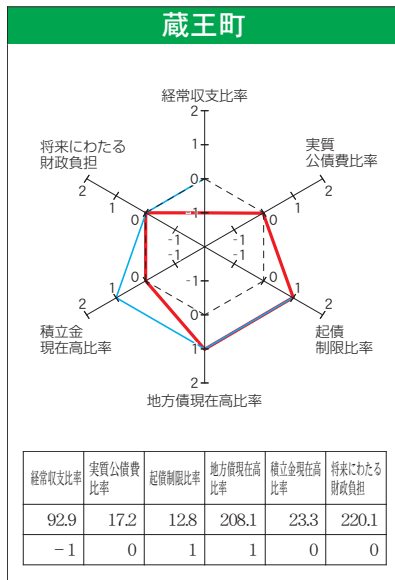 蔵王町
経常収支比率
2
1
0
-1
将来にわたる
財政負担
2
1
0
-1
実質
公債費比率
2
1
0
-1
積立金
現在高比率
2
1
0
-1
起債
制限比率
2
1
0
-1
-1
0
1
2
地方債現在高比率
経常収支比率 実質公債費比率 起債制限比率 地方債現在高比率 積立金現在高比率 将来にわたる財政負担
92.9 17.2 12.8 208.1 23.3 220.1
-1 0 1 1 0 0